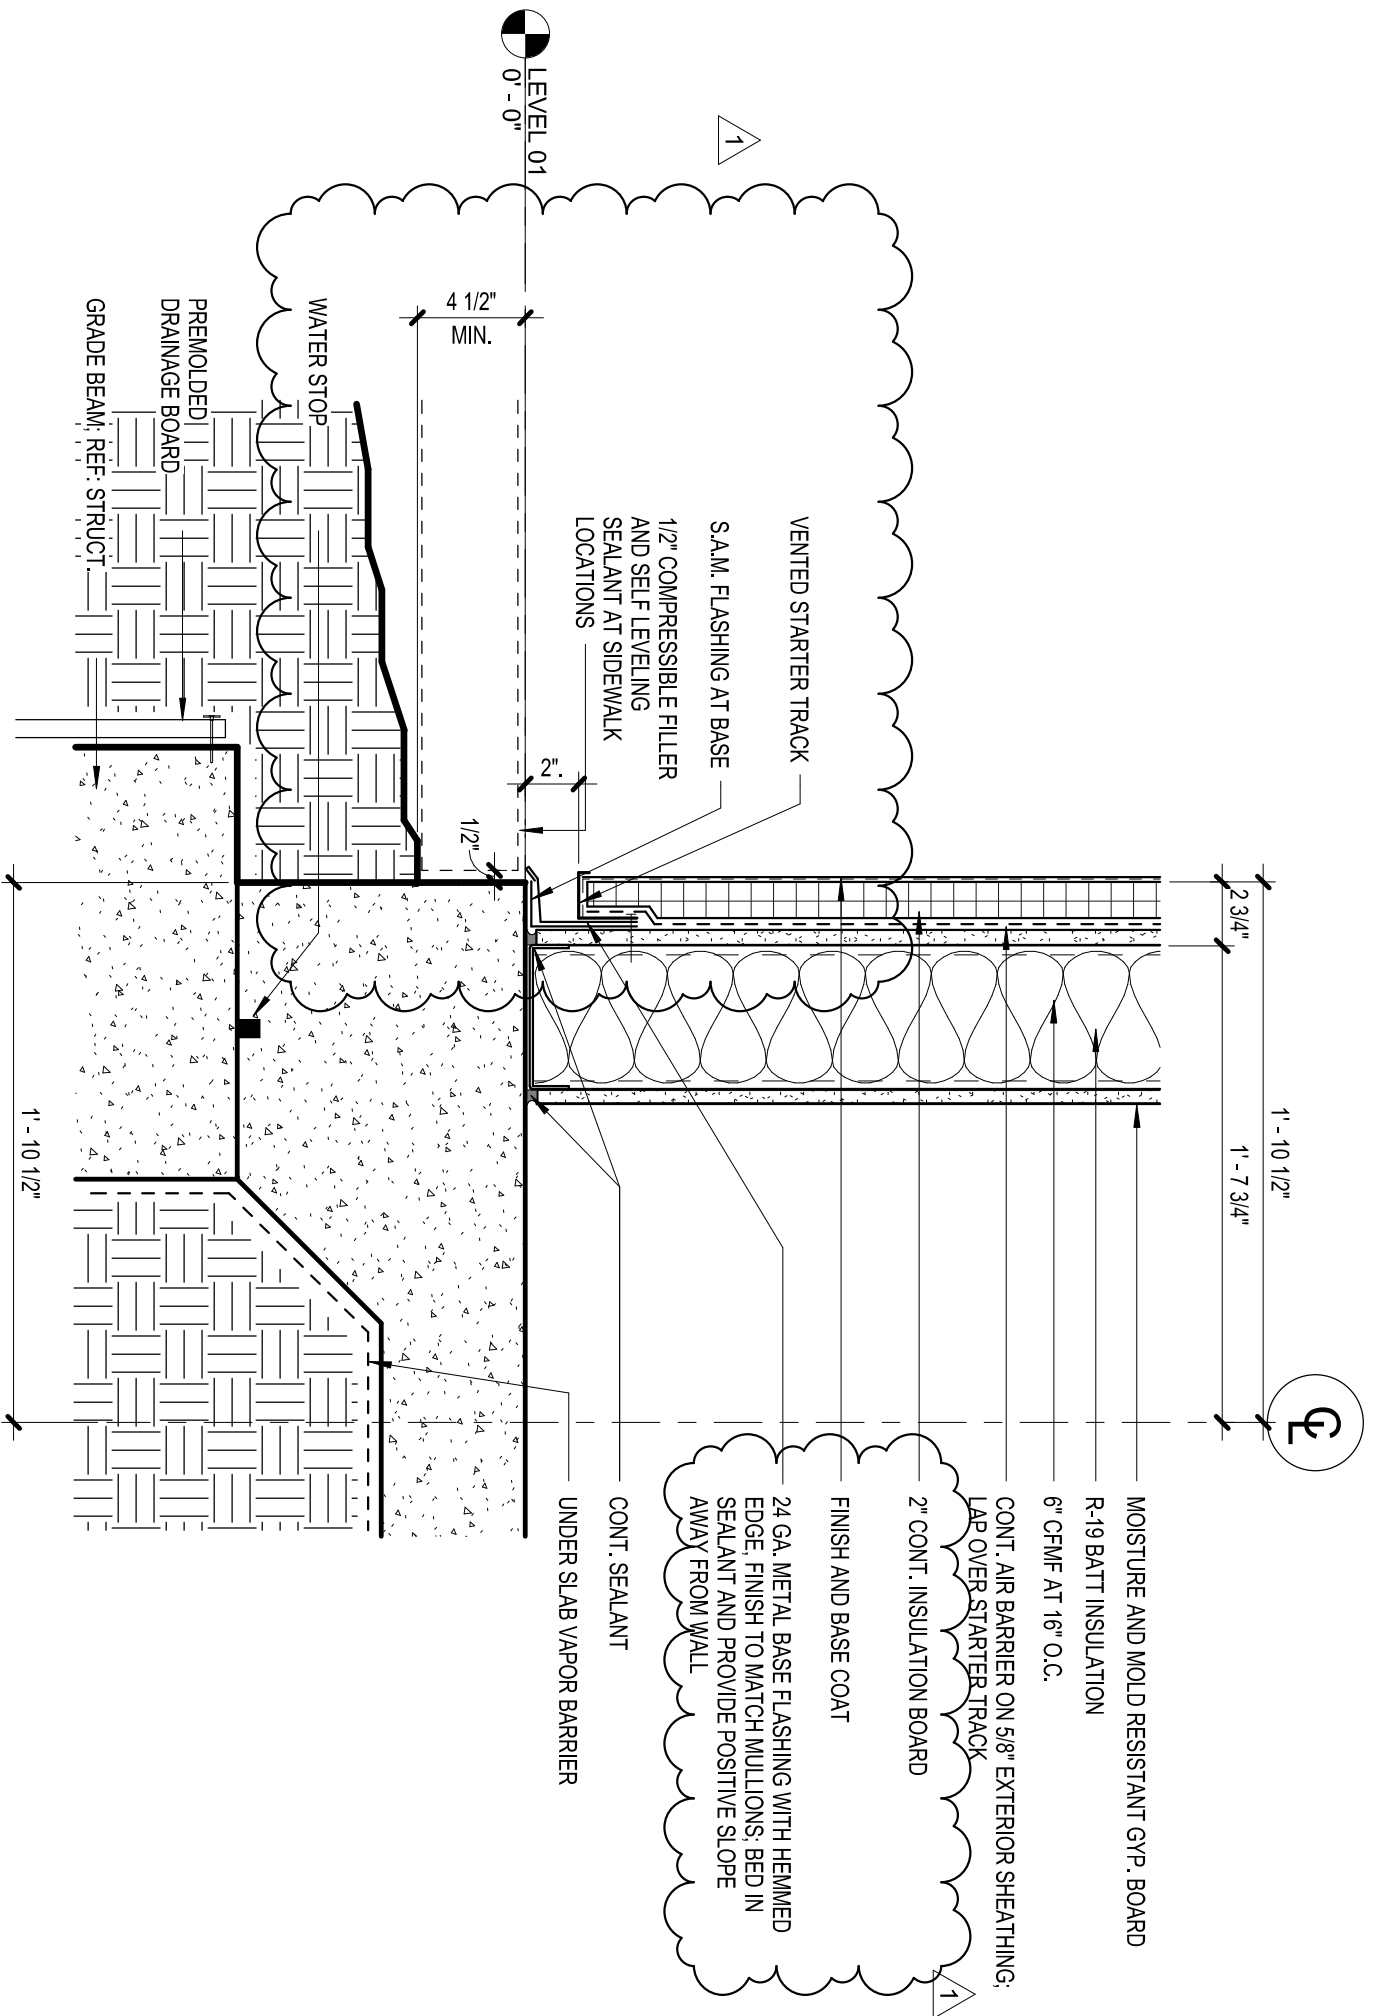 LEVEL 01
0' - 0"
1
4 1/2"
MIN.
2".
1/2"
VENTED STARTER TRACK
S.A.M. FLASHING AT BASE
1/2" COMPRESSIBLE FILLER
AND SELF LEVELING
SEALANT AT SIDEWALK
LOCATIONS
WATER STOP
PREMOLDED
DRAINAGE BOARD
GRADE BEAM; REF: STRUCT.
1' - 10 1/2"
2 3/4"
1' - 7 3/4"
CL
MOISTURE AND MOLD RESISTANT GYP. BOARD
R-19 BATT INSULATION
6" CFMF AT 16" O.C.
CONT. AIR BARRIER ON 5/8" EXTERIOR SHEATHING;
LAP OVER STARTER TRACK
2" CONT. INSULATION BOARD
FINISH AND BASE COAT
24 GA. METAL BASE FLASHING WITH HEMMED
EDGE, FINISH TO MATCH MULLIONS; BED IN
SEALANT AND PROVIDE POSITIVE SLOPE
AWAY FROM WALL
1
CONT. SEALANT
UNDER SLAB VAPOR BARRIER
1' - 10 1/2"